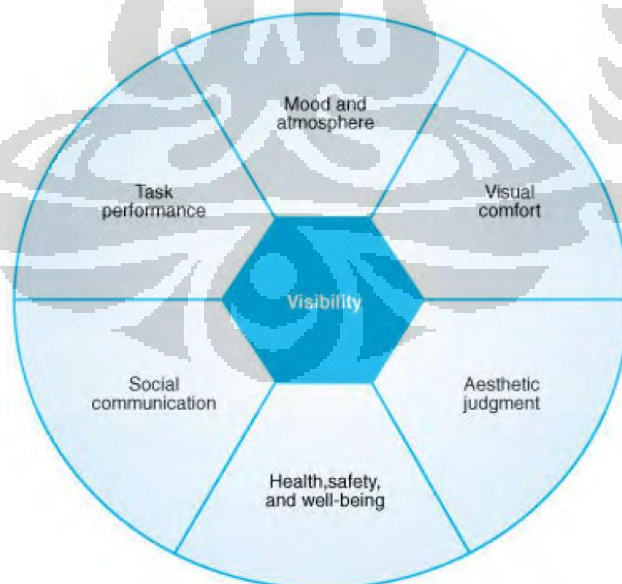 Mood and
atmosphere
Task
performance
Visual
comfort
Visibility
Social
communication
Aesthetic
judgment
Health,safety,
and well-being